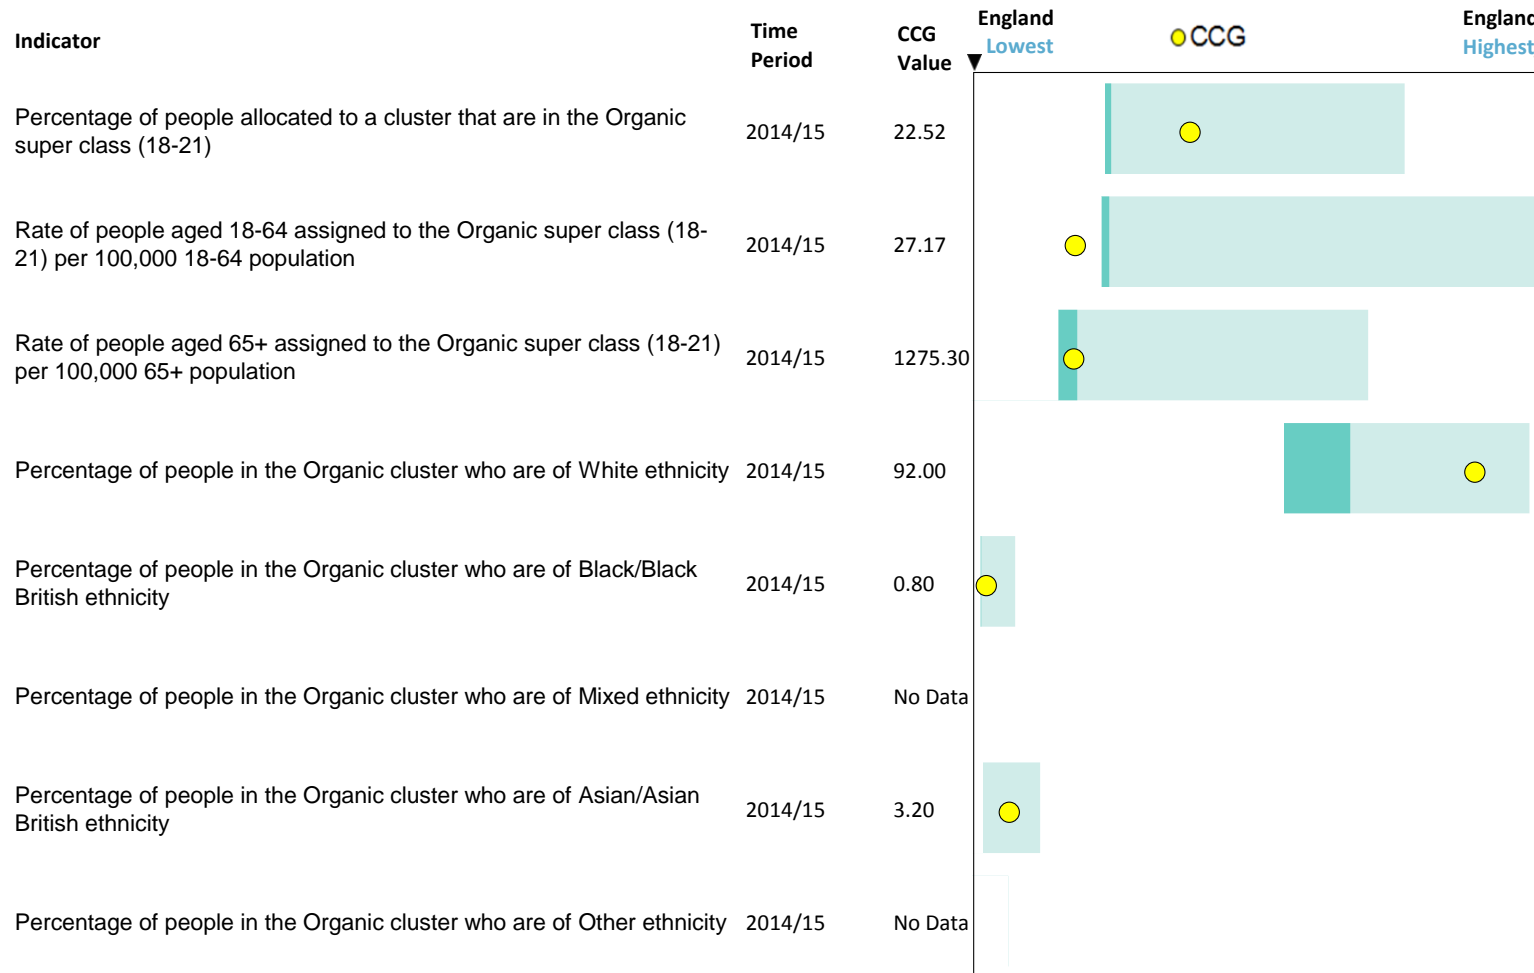 Indicator
Time
Period
CCG
Value
England
Lowest
CCG
England
Highest
Percentage of people allocated to a cluster that are in the Organic
super class (18-21)
2014/15
22.52
Rate of people aged 18-64 assigned to the Organic super class (18-
21) per 100,000 18-64 population
2014/15
27.17
Rate of people aged 65+ assigned to the Organic super class (18-21)
per 100,000 65+ population
2014/15
1275.30
Percentage of people in the Organic cluster who are of White ethnicity
2014/15
92.00
Percentage of people in the Organic cluster who are of Black/Black
British ethnicity
2014/15
0.80
Percentage of people in the Organic cluster who are of Mixed ethnicity
2014/15
No Data
Percentage of people in the Organic cluster who are of Asian/Asian
British ethnicity
2014/15
3.20
Percentage of people in the Organic cluster who are of Other ethnicity
2014/15
No Data